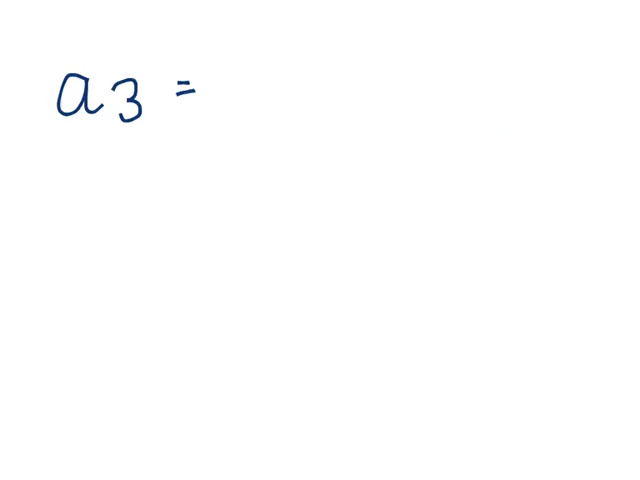 a3 =